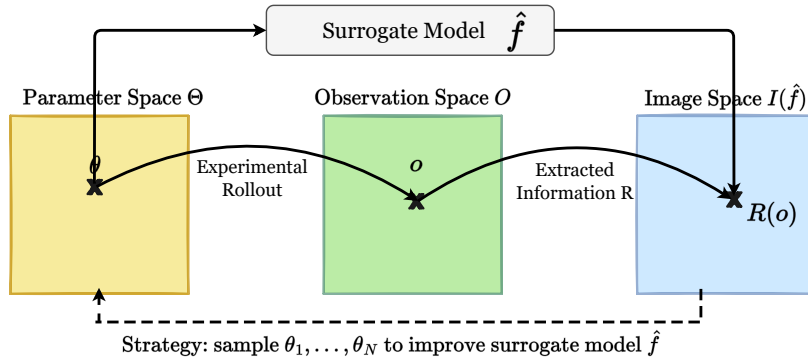 Surrogate Model f̂
Parameter Space Θ
Observation Space O
Image Space I(f̂)
θ
Experimental
Rollout
o
Extracted
Information R
R(o)
Strategy: sample θ₁, . . . , θ_N to improve surrogate model f̂